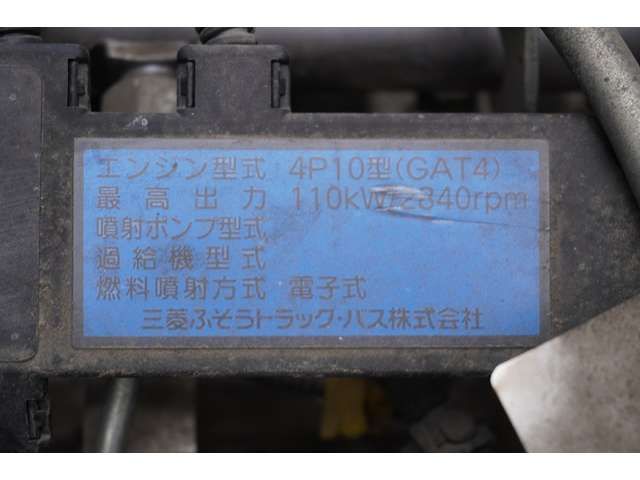 エンジン型式 4P10型(GAT4)
最高出力 110kW/2840rpm
噴射ポンプ型式
過給機型式
燃料噴射方式 電子式
三菱ふそうトラック・バス株式会社